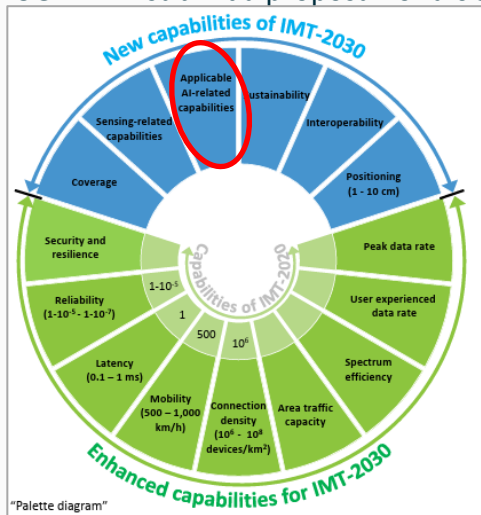 New capabilities of IMT-2030
Applicable
AI-related
capabilities
Sustainability
Sensing-related
capabilities
Interoperability
Coverage
Positioning
(1 - 10 cm)
Security and
resilience
Capabilities of IMT-2020
Peak data rate
Reliability
(1-10⁻⁵ - 1-10⁻⁷)
1-10⁻⁵
User experienced
data rate
1
500
10⁶
Latency
(0.1 – 1 ms)
Spectrum
efficiency
Mobility
(500 – 1,000
km/h)
Connection
density
(10⁶ - 10⁸
devices/km²)
Area traffic
capacity
Enhanced capabilities for IMT-2030
"Palette diagram"